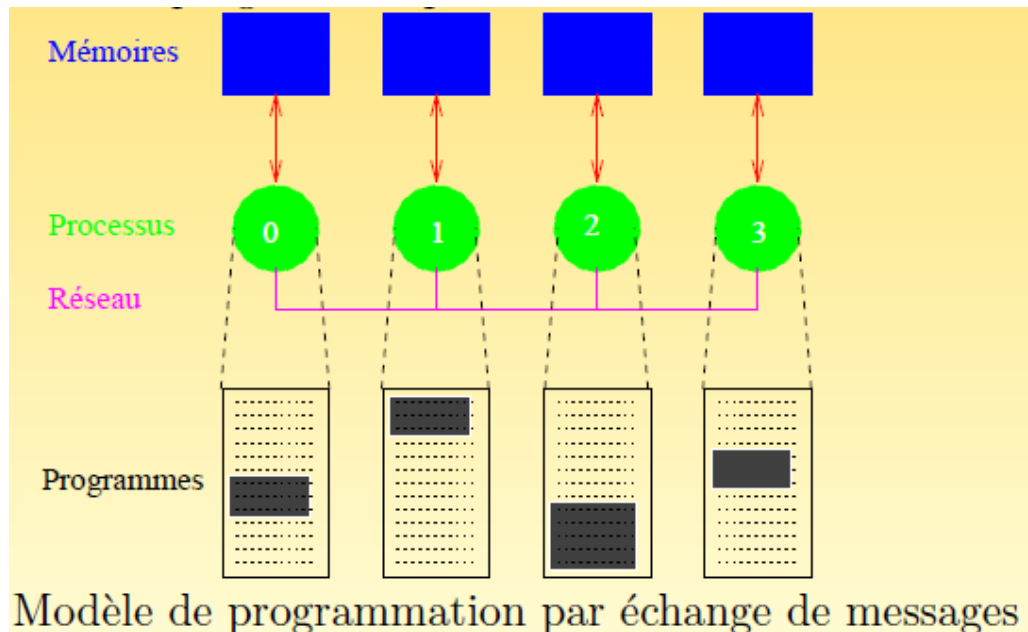 Mémoires
Processus
0 1 2 3
Réseau
Programmes
Modèle de programmation par échange de messages